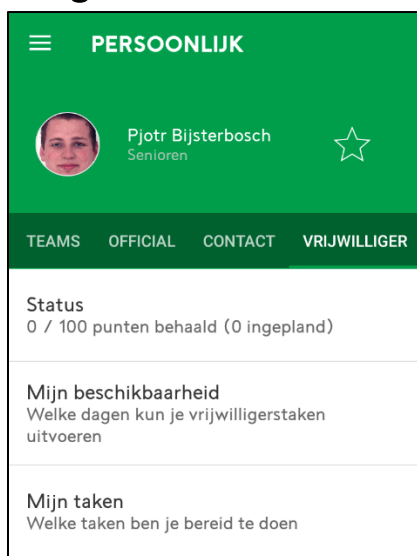 PERSOONLIJK
Pjotr Bijsterbosch
Senioren
TEAMS OFFICIAL CONTACT VRIJWILLIGER
Status
0 / 100 punten behaald (0 ingepland)
Mijn beschikbaarheid
Welke dagen kun je vrijwilligerstaken
uitvoeren
Mijn taken
Welke taken ben je bereid te doen